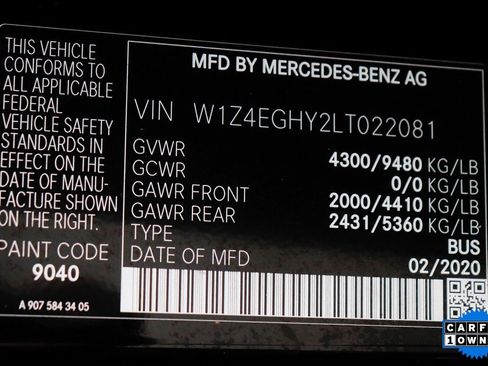 THIS VEHICLE
CONFORMS TO
ALL APPLICABLE
FEDERAL
VEHICLE SAFETY
STANDARDS IN
EFFECT ON THE
DATE OF MANU-
FACTURE SHOWN
ON THE RIGHT.
PAINT CODE
9040
A 907 584 34 05
MFD BY MERCEDES-BENZ AG
VIN W1Z4EGHY2LT022081
GVWR 4300/9480 KG/LB
GCWR 0/0 KG/LB
GAWR FRONT 2000/4410 KG/LB
GAWR REAR 2431/5360 KG/LB
TYPE BUS
DATE OF MFD 02/2020
CARF
1 OWN